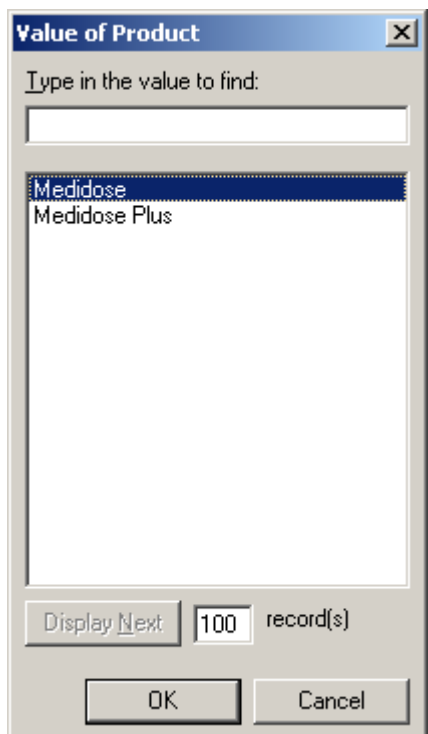 Value of Product
Type in the value to find:
Medidose
Medidose Plus
Display Next 100 record(s)
OK Cancel